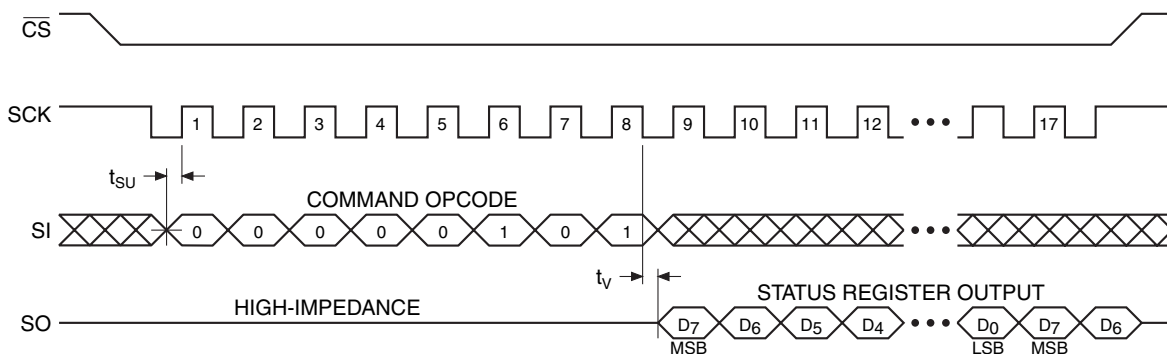 CS
SCK 1 2 3 4 5 6 7 8 9 10 11 12 ••• 17
tSU
COMMAND OPCODE
SI 0 0 0 0 0 1 0 1 •••
tV
HIGH-IMPEDANCE STATUS REGISTER OUTPUT
SO D7 D6 D5 D4 ••• D0 D7 D6
MSB LSB MSB